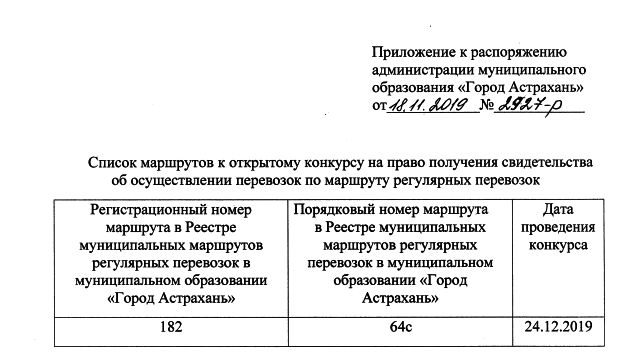 Приложение к распоряжению
администрации муниципального
образования «Город Астрахань»
от 18.11.2019 № 2927-р
Список маршрутов к открытому конкурсу на право получения свидетельства
об осуществлении перевозок по маршруту регулярных перевозок
Регистрационный номер
маршрута в Реестре
муниципальных маршрутов
регулярных перевозок в
муниципальном образовании
«Город Астрахань»
Порядковый номер маршрута
в Реестре муниципальных
маршрутов регулярных
перевозок в муниципальном
образовании «Город
Астрахань»
Дата
проведения
конкурса
182
64с
24.12.2019